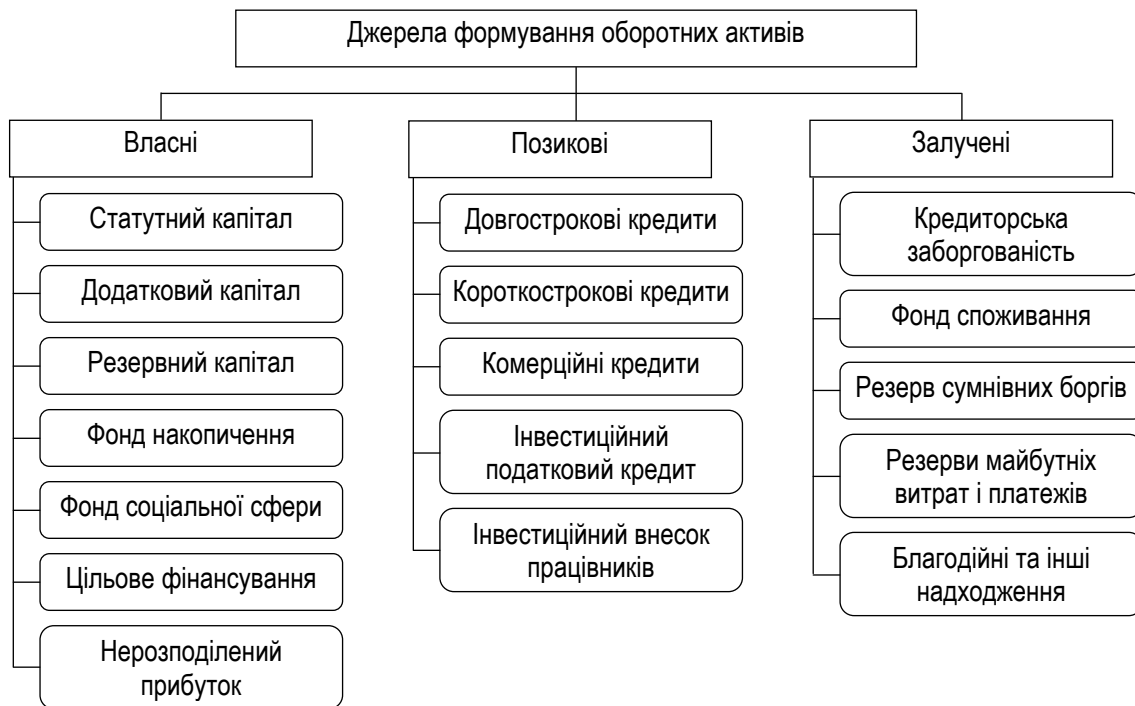 Джерела формування оборотних активів
Власні
Статутний капітал
Додатковий капітал
Резервний капітал
Фонд накопичення
Фонд соціальної сфери
Цільове фінансування
Нерозподілений
прибуток
Позикові
Довгострокові кредити
Короткострокові кредити
Комерційні кредити
Інвестиційний
податковий кредит
Інвестиційний внесок
працівників
Залучені
Кредиторська
заборгованість
Фонд споживання
Резерв сумнівних боргів
Резерви майбутніх
витрат і платежів
Благодійні та інші
надходження